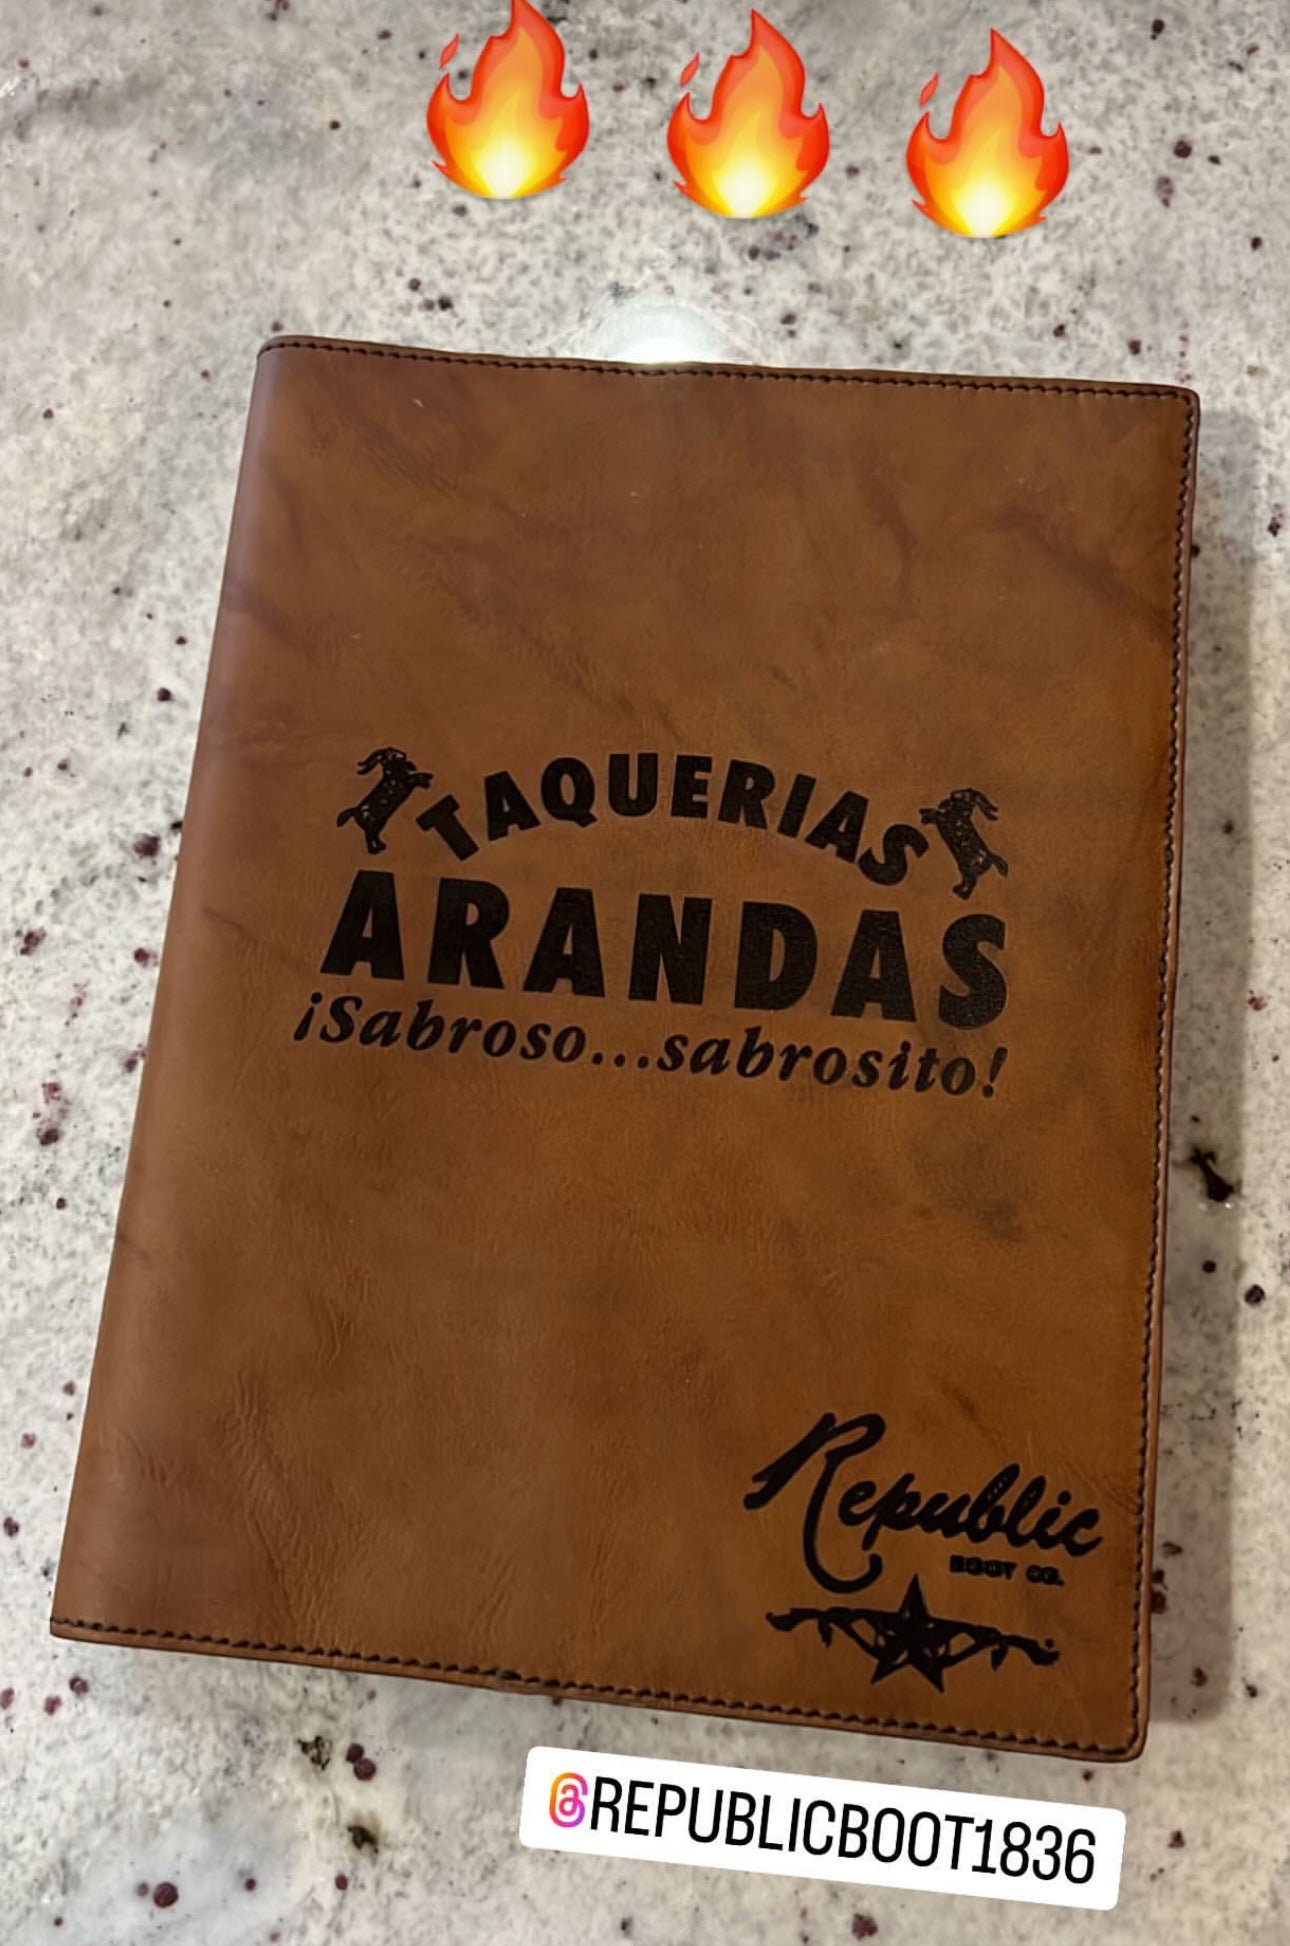 TAQUERIAS
ARANDAS
¡Sabroso...sabrosito!
Republic
BOOT CO.
@REPUBLICBOOT1836